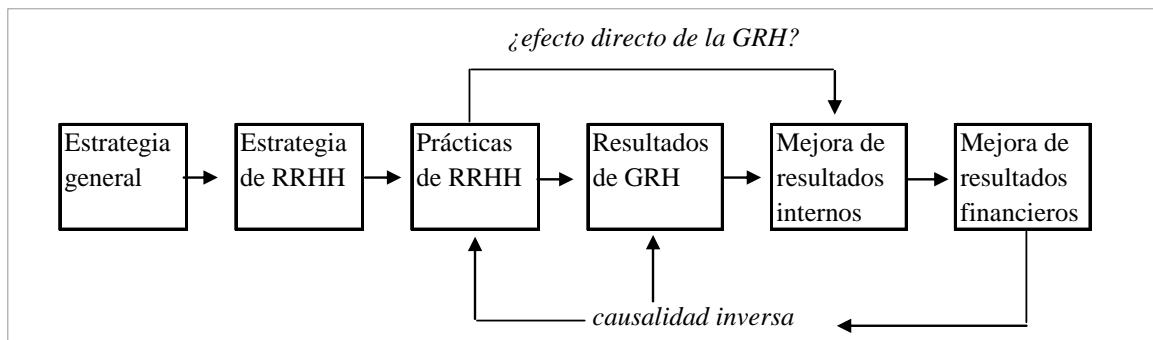 ¿efecto directo de la GRH?
Estrategia
general
Estrategia
de RRHH
Prácticas
de RRHH
Resultados
de GRH
Mejora de
resultados
internos
Mejora de
resultados
financieros
causalidad inversa